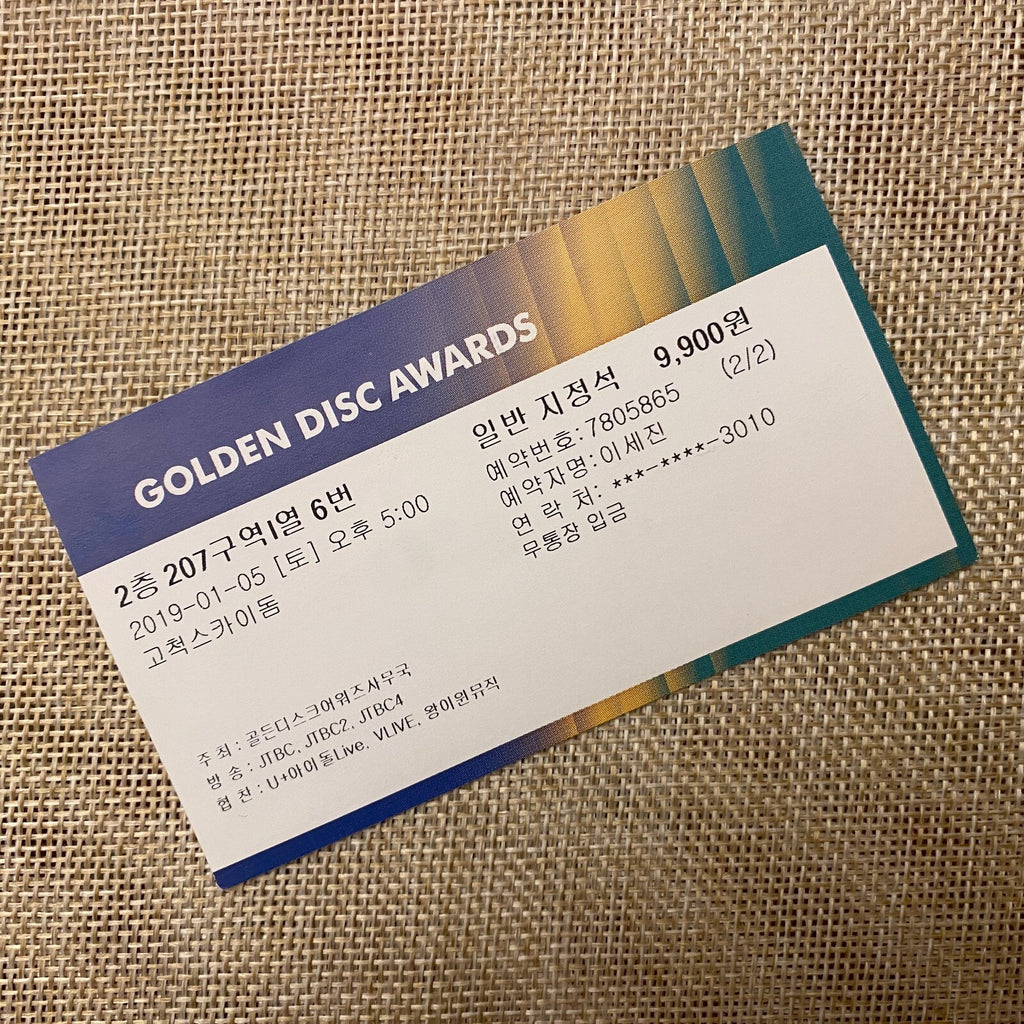 GOLDEN DISC AWARDS
2층 207구역I열 6번
2019-01-05 [토] 오후 5:00
고척스카이돔
일반 지정석 9,900원
예약번호:7805865 (2/2)
예약자명:이세진
연 락 처: ***-****-3010
무통장 입금
주 최 : 골든디스크어워즈사무국
방 송 : JTBC, JTBC2, JTBC4
협 찬 : U+아이돌Live, VLIVE, 왕이원뮤직